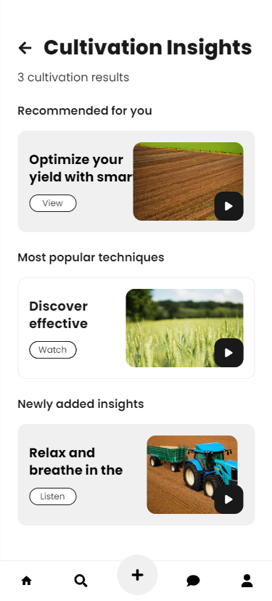 Cultivation Insights
3 cultivation results
Recommended for you
Optimize your
yield with smar
View
Most popular techniques
Discover
effective
Watch
Newly added insights
Relax and
breathe in the
Listen